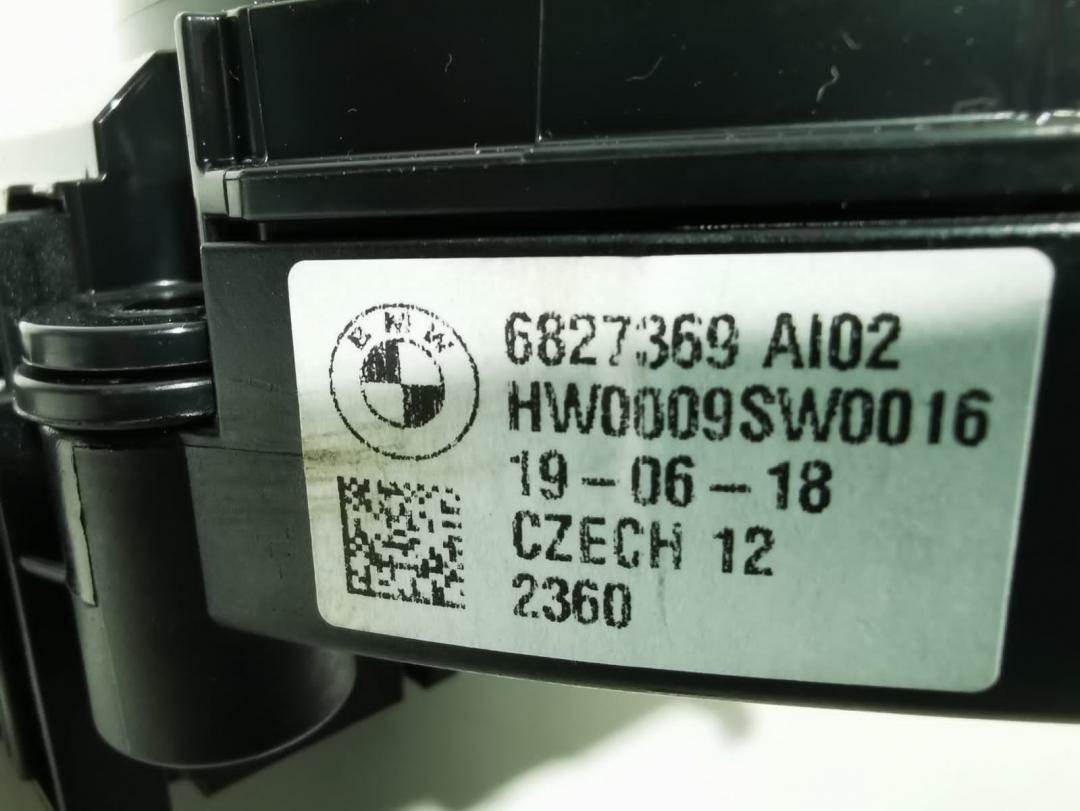 BMW
6827369 AI02
HW0009SW0016
19-06-18
CZECH 12
2360